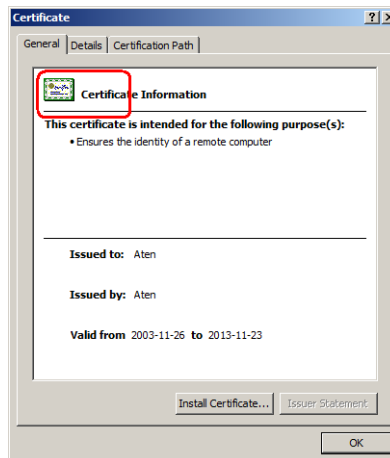 Certificate
General Details Certification Path
Certificate Information
This certificate is intended for the following purpose(s):
• Ensures the identity of a remote computer
Issued to: Aten
Issued by: Aten
Valid from 2003-11-26 to 2013-11-23
Install Certificate... Issuer Statement
OK